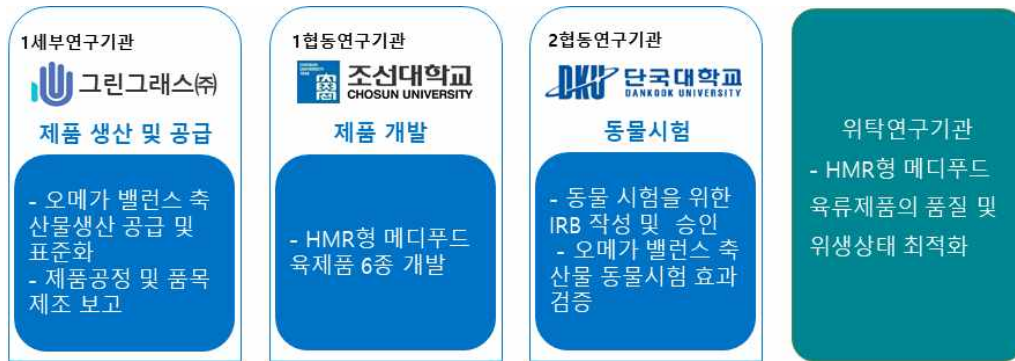 1세부연구기관
그린그래스㈜
제품 생산 및 공급
- 오메가 밸런스 축
산물생산 공급 및
표준화
- 제품공정 및 품목
제조 보고
1협동연구기관
조선대학교
CHOSUN UNIVERSITY
제품 개발
- HMR형 메디푸드
육제품 6종 개발
2협동연구기관
DKU 단국대학교
DANKOOK UNIVERSITY
동물시험
- 동물 시험을 위한
IRB 작성 및 승인
- 오메가 밸런스 축
산물 동물시험 효과
검증
위탁연구기관
- HMR형 메디푸드
육류제품의 품질 및
위생상태 최적화